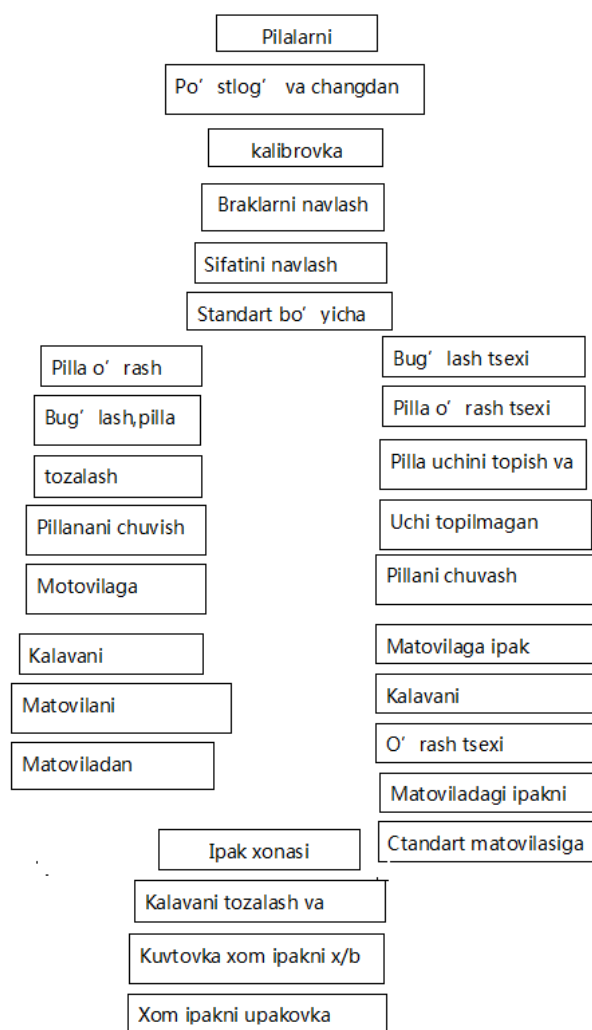 Pilalarni
Po' stlog' va changdan
kalibrovka
Braklarni navlash
Sifatini navlash
Standart bo' yicha
Pilla o' rash
Bug' lash,pilla
tozalash
Pillanani chuvish
Motovilaga
Kalavani
Matovilani
Matoviladan
Bug' lash tsexi
Pilla o' rash tsexi
Pilla uchini topish va
Uchi topilmagan
Pillani chuvash
Matovilaga ipak
Kalavani
O' rash tsexi
Matoviladagi ipakni
Ctandart matovilasiga
Ipak xonasi
Kalavani tozalash va
Kuvtovka xom ipakni x/b
Xom ipakni upakovka